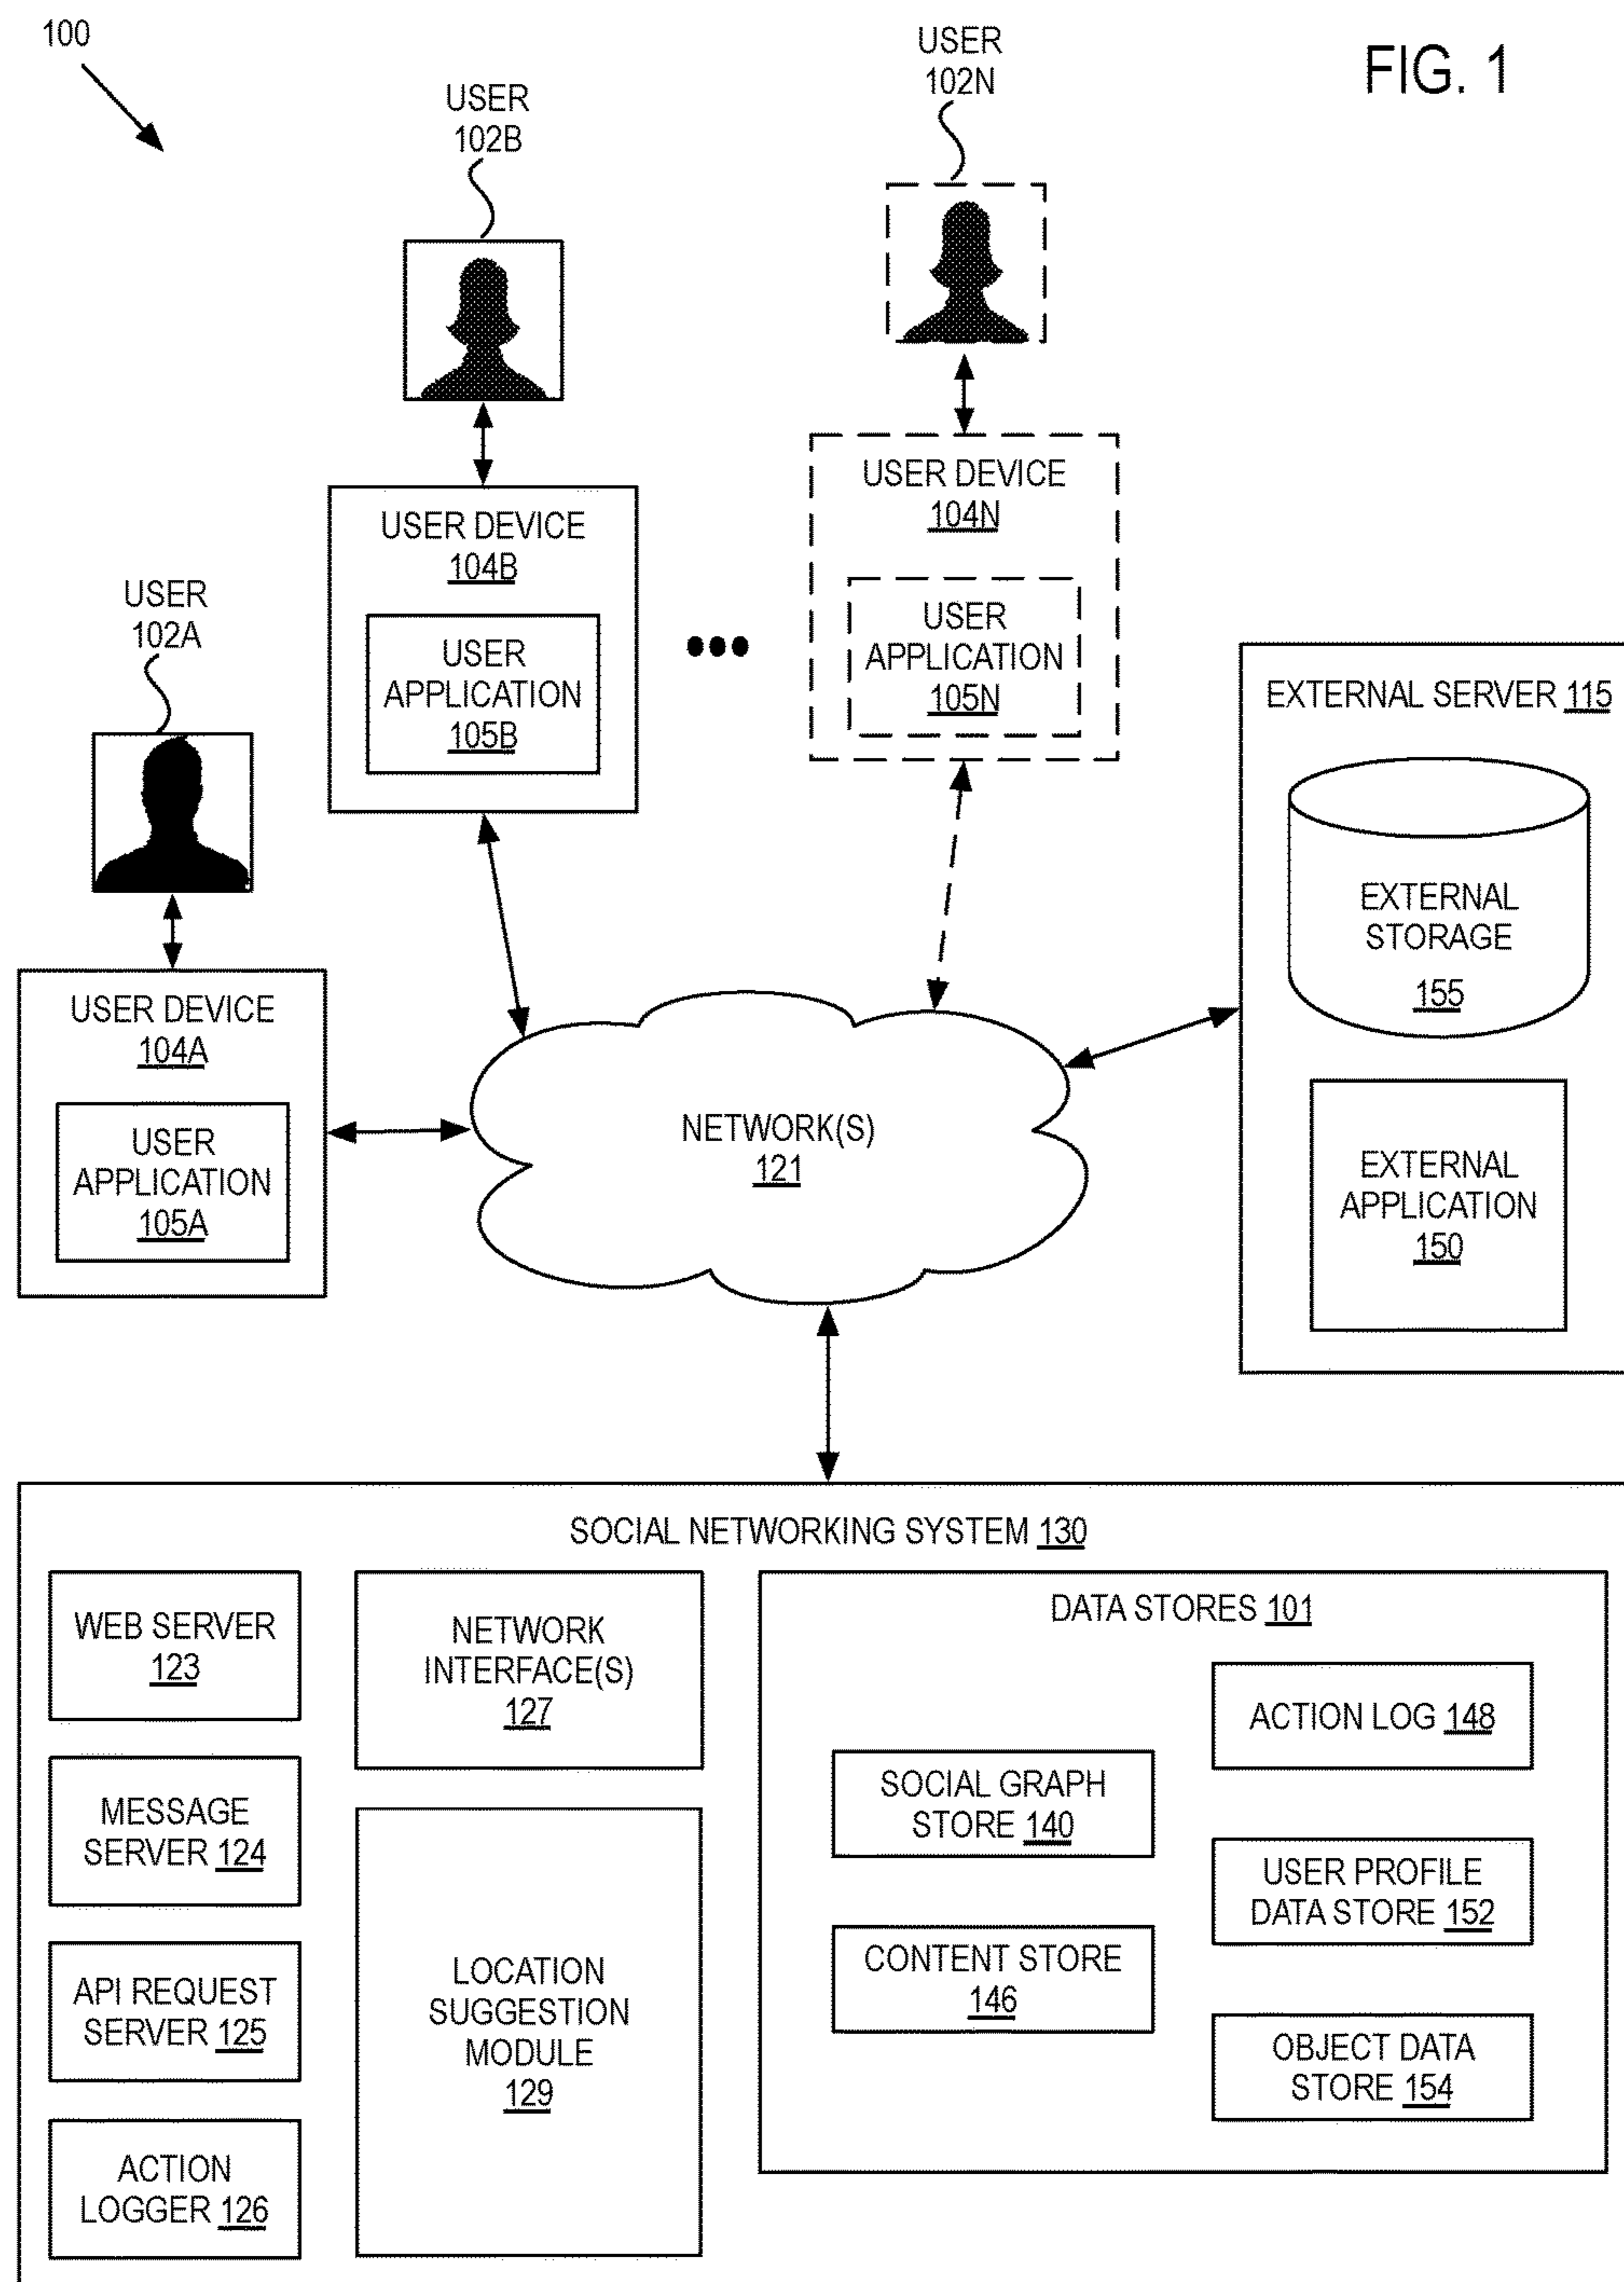 100
FIG. 1
USER
102N
USER
102B
USER DEVICE
104N
USER
APPLICATION
105N
USER DEVICE
104B
USER
APPLICATION
105B
USER
102A
EXTERNAL SERVER 115
EXTERNAL
STORAGE
155
EXTERNAL
APPLICATION
150
USER DEVICE
104A
USER
APPLICATION
105A
NETWORK(S)
121
SOCIAL NETWORKING SYSTEM 130
WEB SERVER
123
MESSAGE
SERVER 124
API REQUEST
SERVER 125
ACTION
LOGGER 126
NETWORK
INTERFACE(S)
127
LOCATION
SUGGESTION
MODULE
129
DATA STORES 101
SOCIAL GRAPH
STORE 140
CONTENT STORE
146
ACTION LOG 148
USER PROFILE
DATA STORE 152
OBJECT DATA
STORE 154